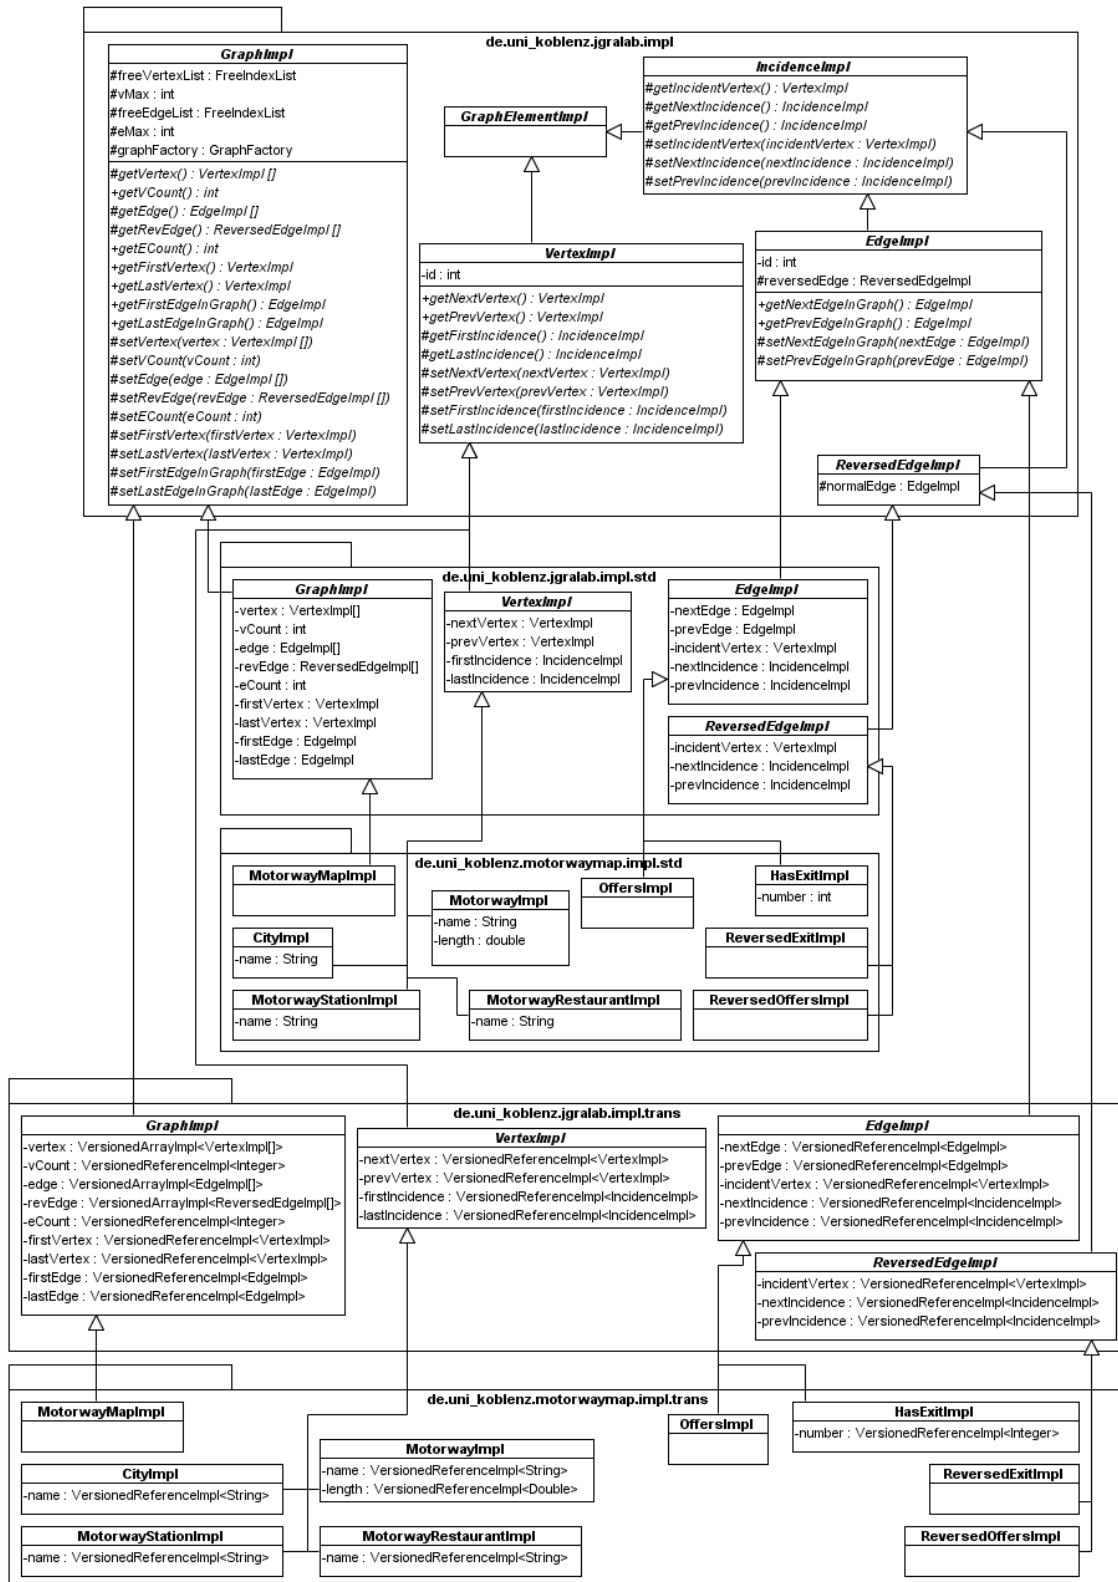 de.uni_koblenz.jgralab.impl
GraphImpl
#freeVertexList : FreeIndexList
#vMax : int
#freeEdgeList : FreeIndexList
#eMax : int
#graphFactory : GraphFactory
#getVertex() : VertexImpl []
+getVCount() : int
#getEdge() : EdgeImpl []
#getRevEdge() : ReversedEdgeImpl []
+getECount() : int
+getFirstVertex() : VertexImpl
+getLastVertex() : VertexImpl
+getFirstEdgeInGraph() : EdgeImpl
+getLastEdgeInGraph() : EdgeImpl
#setVertex(vertex : VertexImpl [])
#setVCount(vCount : int)
#setEdge(edge : EdgeImpl [])
#setRevEdge(revEdge : ReversedEdgeImpl [])
#setECount(eCount : int)
#setFirstVertex(firstVertex : VertexImpl)
#setLastVertex(lastVertex : VertexImpl)
#setFirstEdgeInGraph(firstEdge : EdgeImpl)
#setLastEdgeInGraph(lastEdge : EdgeImpl)
GraphElementImpl
IncidenceImpl
#getIncidentVertex() : VertexImpl
#getNextIncidence() : IncidenceImpl
#getPrevIncidence() : IncidenceImpl
#setIncidentVertex(incidentVertex : VertexImpl)
#setNextIncidence(nextIncidence : IncidenceImpl)
#setPrevIncidence(prevIncidence : IncidenceImpl)
VertexImpl
-id : int
+getNextVertex() : VertexImpl
+getPrevVertex() : VertexImpl
#getFirstIncidence() : IncidenceImpl
#getLastIncidence() : IncidenceImpl
#setNextVertex(nextVertex : VertexImpl)
#setPrevVertex(prevVertex : VertexImpl)
#setFirstIncidence(firstIncidence : IncidenceImpl)
#setLastIncidence(lastIncidence : IncidenceImpl)
EdgeImpl
-id : int
#reversedEdge : ReversedEdgeImpl
+getNextEdgeInGraph() : EdgeImpl
+getPrevEdgeInGraph() : EdgeImpl
#setNextEdgeInGraph(nextEdge : EdgeImpl)
#setPrevEdgeInGraph(prevEdge : EdgeImpl)
ReversedEdgeImpl
#normalEdge : EdgeImpl
de.uni_koblenz.jgralab.impl.std
GraphImpl
-vertex : VertexImpl[]
-vCount : int
-edge : EdgeImpl[]
-revEdge : ReversedEdgeImpl[]
-eCount : int
-firstVertex : VertexImpl
-lastVertex : VertexImpl
-firstEdge : EdgeImpl
-lastEdge : EdgeImpl
VertexImpl
-nextVertex : VertexImpl
-prevVertex : VertexImpl
-firstIncidence : IncidenceImpl
-lastIncidence : IncidenceImpl
EdgeImpl
-nextEdge : EdgeImpl
-prevEdge : EdgeImpl
-incidentVertex : VertexImpl
-nextIncidence : IncidenceImpl
-prevIncidence : IncidenceImpl
ReversedEdgeImpl
-incidentVertex : VertexImpl
-nextIncidence : IncidenceImpl
-prevIncidence : IncidenceImpl
de.uni_koblenz.motorwaymap.impl.std
MotorwayMapImpl
MotorwayImpl
-name : String
-length : double
OffersImpl
HasExitImpl
-number : int
CityImpl
-name : String
ReversedExitImpl
MotorwayStationImpl
-name : String
MotorwayRestaurantImpl
-name : String
ReversedOffersImpl
de.uni_koblenz.jgralab.impl.trans
GraphImpl
-vertex : VersionedArrayImpl<VertexImpl[]>
-vCount : VersionedReferenceImpl<Integer>
-edge : VersionedArrayImpl<EdgeImpl[]>
-revEdge : VersionedArrayImpl<ReversedEdgeImpl[]>
-eCount : VersionedReferenceImpl<Integer>
-firstVertex : VersionedReferenceImpl<VertexImpl>
-lastVertex : VersionedReferenceImpl<VertexImpl>
-firstEdge : VersionedReferenceImpl<EdgeImpl>
-lastEdge : VersionedReferenceImpl<EdgeImpl>
VertexImpl
-nextVertex : VersionedReferenceImpl<VertexImpl>
-prevVertex : VersionedReferenceImpl<VertexImpl>
-firstIncidence : VersionedReferenceImpl<IncidenceImpl>
-lastIncidence : VersionedReferenceImpl<IncidenceImpl>
EdgeImpl
-nextEdge : VersionedReferenceImpl<EdgeImpl>
-prevEdge : VersionedReferenceImpl<EdgeImpl>
-incidentVertex : VersionedReferenceImpl<VertexImpl>
-nextIncidence : VersionedReferenceImpl<IncidenceImpl>
-prevIncidence : VersionedReferenceImpl<IncidenceImpl>
ReversedEdgeImpl
-incidentVertex : VersionedReferenceImpl<VertexImpl>
-nextIncidence : VersionedReferenceImpl<IncidenceImpl>
-prevIncidence : VersionedReferenceImpl<IncidenceImpl>
de.uni_koblenz.motorwaymap.impl.trans
MotorwayMapImpl
OffersImpl
HasExitImpl
-number : VersionedReferenceImpl<Integer>
MotorwayImpl
-name : VersionedReferenceImpl<String>
-length : VersionedReferenceImpl<Double>
CityImpl
-name : VersionedReferenceImpl<String>
ReversedExitImpl
MotorwayStationImpl
-name : VersionedReferenceImpl<String>
MotorwayRestaurantImpl
-name : VersionedReferenceImpl<String>
ReversedOffersImpl